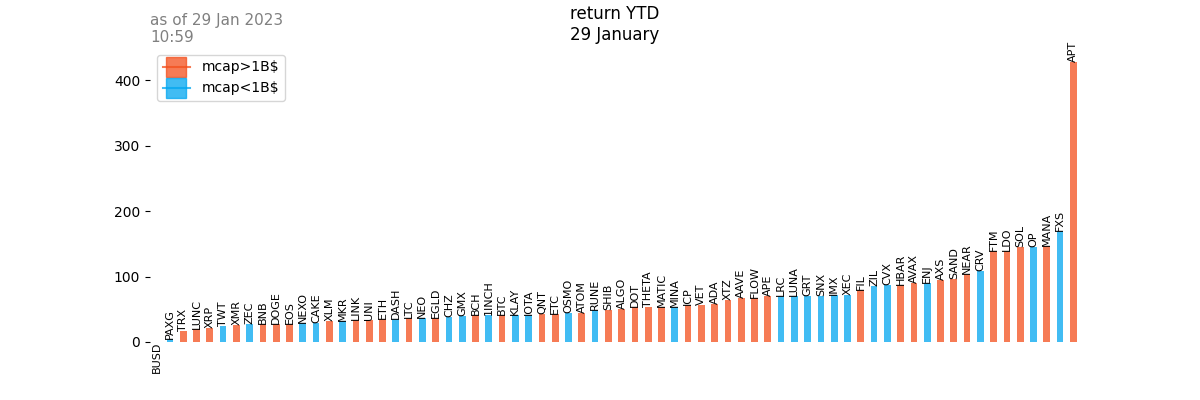 as of 29 Jan 2023
10:59
return YTD
29 January
mcap>1B$
mcap<1B$
400
300
200
100
0
BUSD
PAXG
TRX
LUNC
XRP
TWT
XMR
ZEC
BNB
DOGE
EOS
NEXO
CAKE
XLM
MKR
LINK
UNI
ETH
DASH
LTC
NEO
EGLD
CHZ
GMX
BCH
1INCH
BTC
KLAY
IOTA
QNT
ETC
OSMO
ATOM
RUNE
SHIB
ALGO
DOT
THETA
MATIC
MINA
ICP
VET
ADA
XTZ
AAVE
FLOW
APE
LRC
LUNA
GRT
SNX
IMX
XEC
FIL
ZIL
CVX
HBAR
AVAX
ENJ
AXS
SAND
NEAR
CRV
FTM
LDO
SOL
OP
MANA
FXS
APT